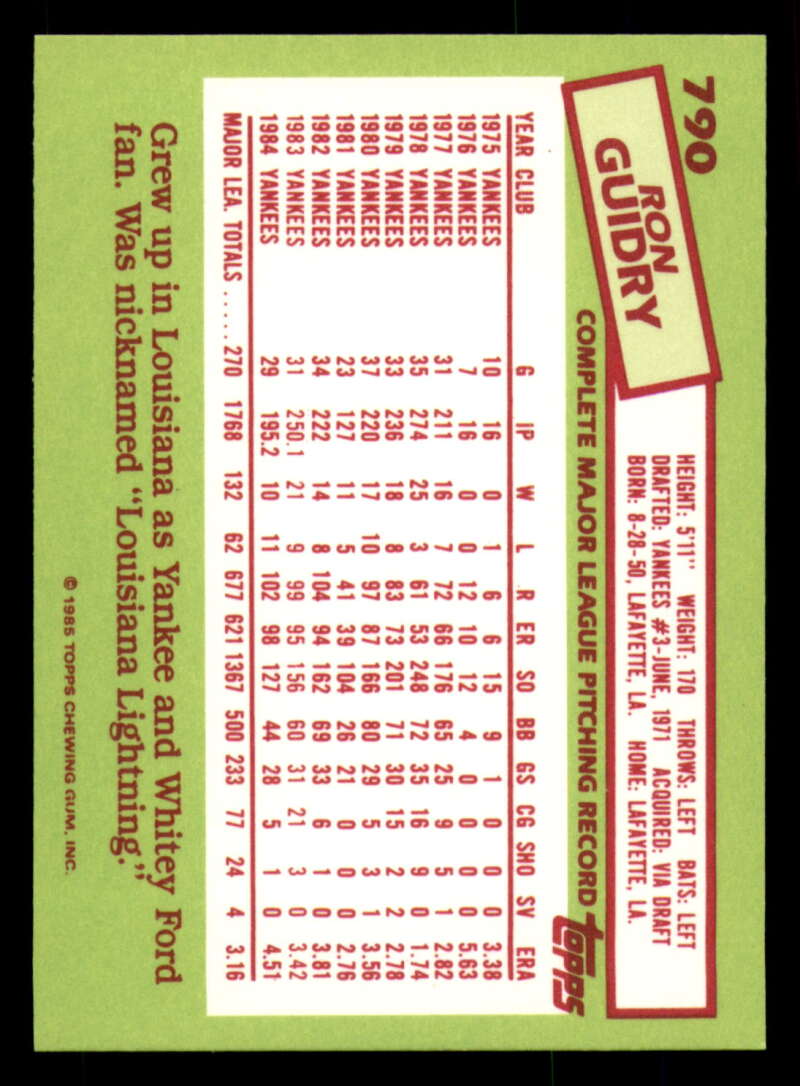 790
RON
GUIDRY
HEIGHT: 5'11" WEIGHT: 170 THROWS: LEFT BATS: LEFT
DRAFTED: YANKEES #3-JUNE, 1971 ACQUIRED: VIA DRAFT
BORN: 8-28-50, LAFAYETTE, LA. HOME: LAFAYETTE, LA.
COMPLETE MAJOR LEAGUE PITCHING RECORD topps
YEAR CLUB G IP W L R ER SO BB GS CG SHO SV ERA
1975 YANKEES 10 16 0 1 6 6 15 9 1 0 0 0 3.38
1976 YANKEES 7 16 0 0 12 10 12 4 0 0 0 0 5.63
1977 YANKEES 31 211 16 7 72 66 176 65 25 9 5 1 2.82
1978 YANKEES 35 274 25 3 61 53 248 72 35 16 9 0 1.74
1979 YANKEES 33 236 18 8 83 73 201 71 30 15 2 2 2.78
1980 YANKEES 37 220 17 10 97 87 166 80 29 5 3 1 3.56
1981 YANKEES 23 127 11 5 41 39 104 26 21 0 0 0 2.76
1982 YANKEES 34 222 14 8 104 94 162 69 33 6 1 0 3.81
1983 YANKEES 31 250.1 21 9 99 95 156 60 31 21 3 0 3.42
1984 YANKEES 29 195.2 10 11 102 98 127 44 28 5 1 0 4.51
MAJOR LEA. TOTALS ...... 270 1768 132 62 677 621 1367 500 233 77 24 4 3.16
Grew up in Louisiana as Yankee and Whitey Ford
fan. Was nicknamed "Louisiana Lightning."
© 1985 TOPPS CHEWING GUM, INC.